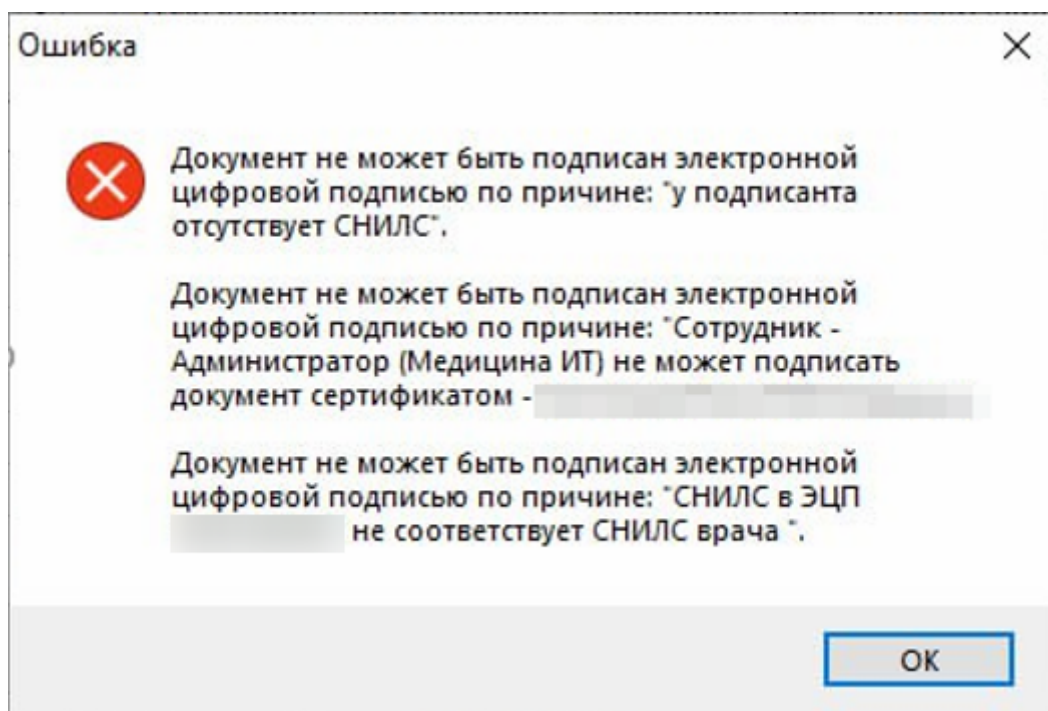 Ошибка
Документ не может быть подписан электронной
цифровой подписью по причине: "у подписанта
отсутствует СНИЛС".
Документ не может быть подписан электронной
цифровой подписью по причине: "Сотрудник -
Администратор (Медицина ИТ) не может подписать
документ сертификатом -
Документ не может быть подписан электронной
цифровой подписью по причине: "СНИЛС в ЭЦП
не соответствует СНИЛС врача ".
OK